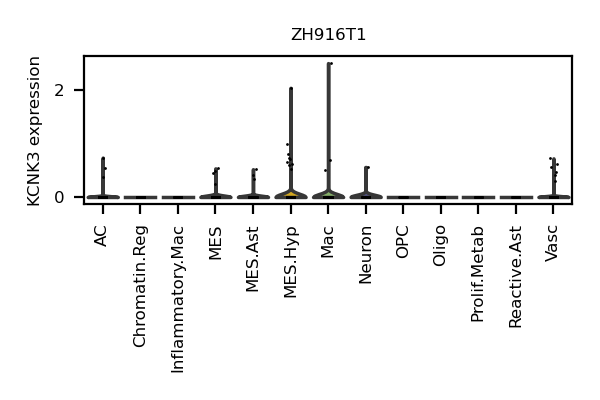 ZH916T1
KCNK3 expression
2
0
AC
Chromatin.Reg
Inflammatory.Mac
MES
MES.Ast
MES.Hyp
Mac
Neuron
OPC
Oligo
Prolif.Metab
Reactive.Ast
Vasc